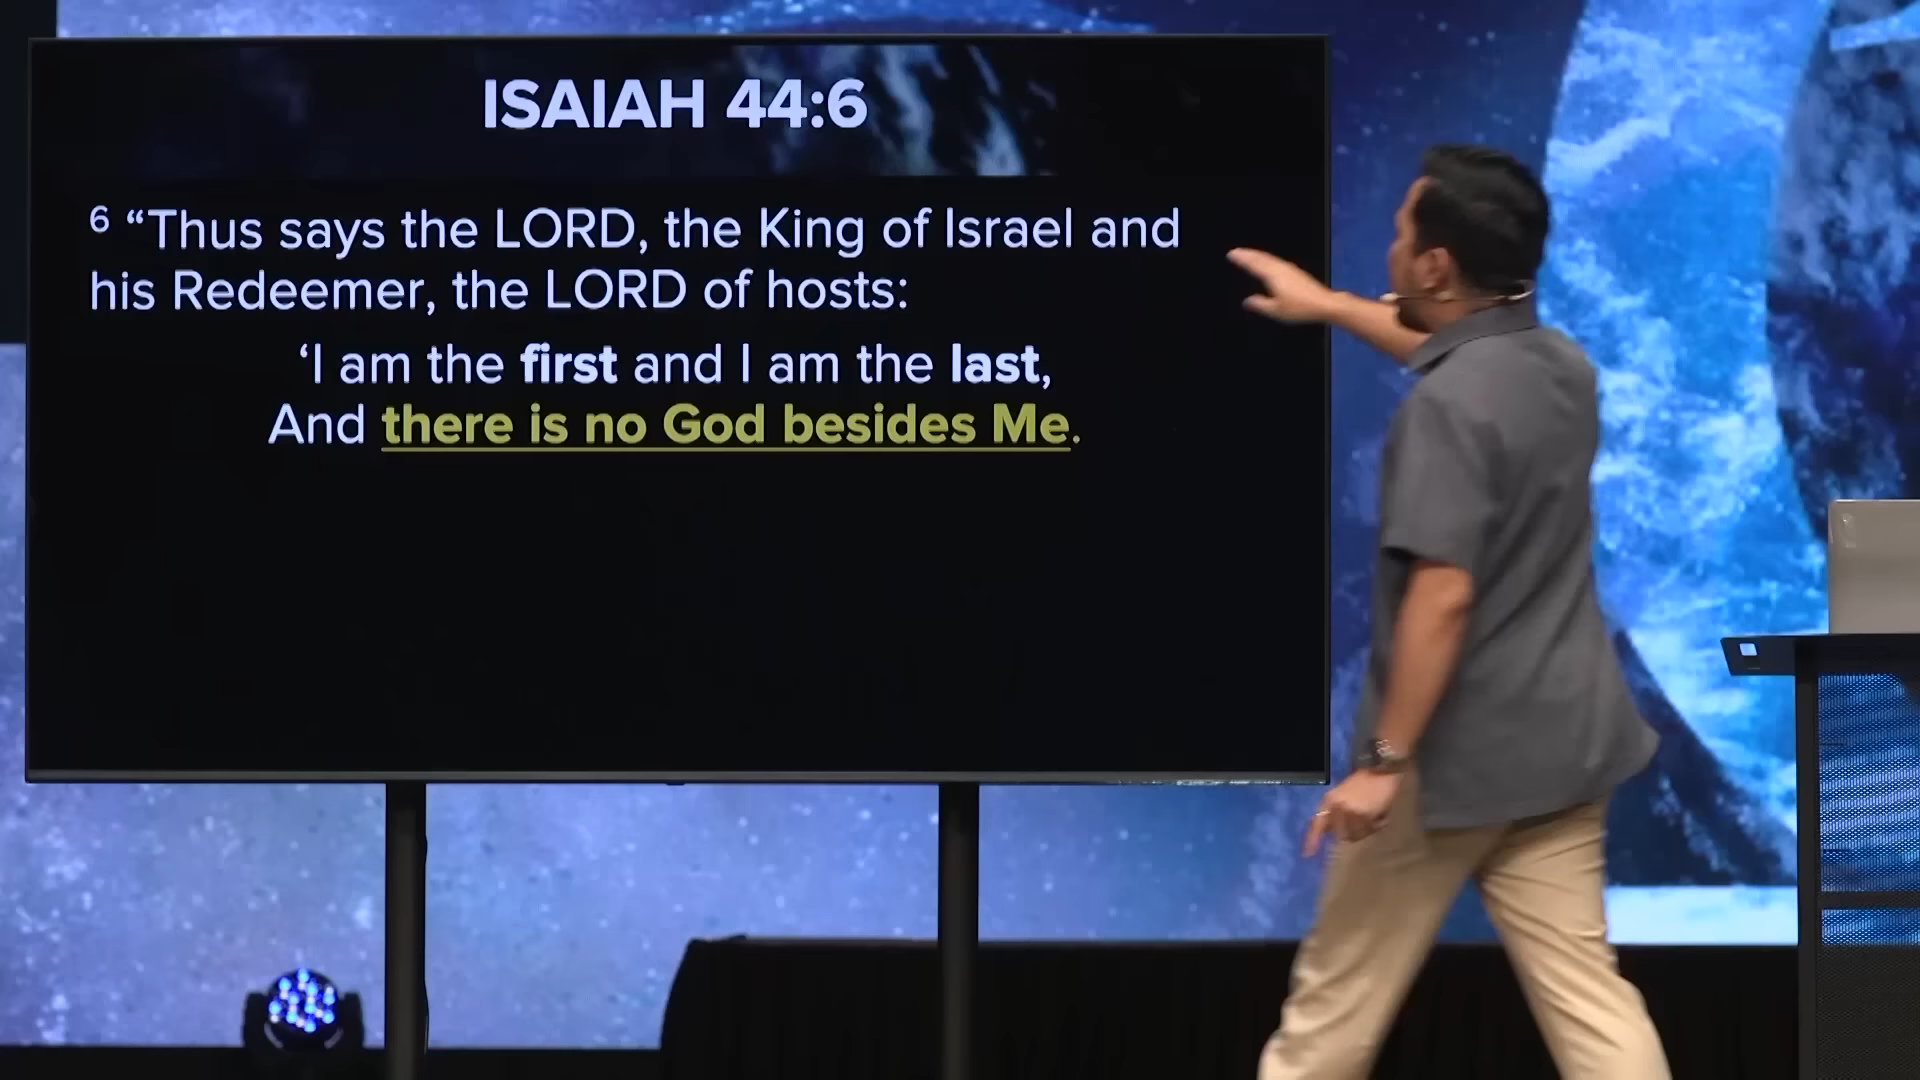 ISAIAH 44:6
6 “Thus says the LORD, the King of Israel and
his Redeemer, the LORD of hosts:
‘I am the first and I am the last,
And there is no God besides Me.